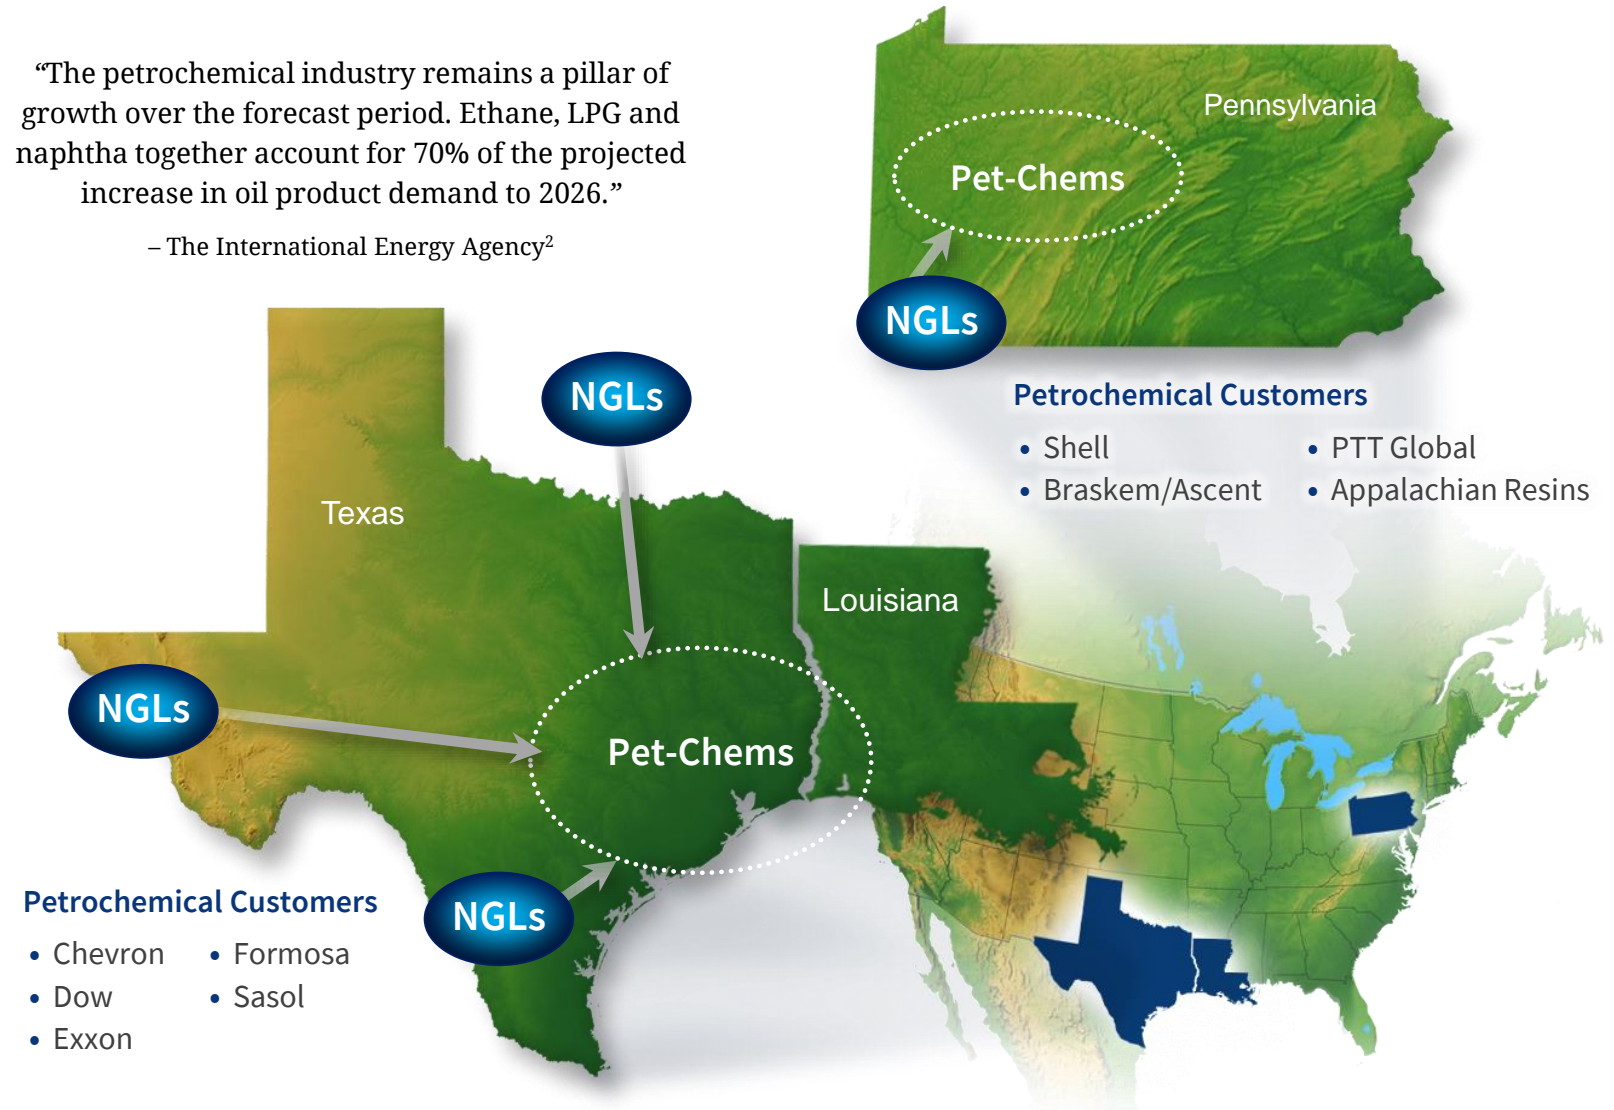 “The petrochemical industry remains a pillar of
growth over the forecast period. Ethane, LPG and
naphtha together account for 70% of the projected
increase in oil product demand to 2026.”
– The International Energy Agency2
Pennsylvania
Pet-Chems
NGLs
Petrochemical Customers
• Shell
• Braskem/Ascent
• PTT Global
• Appalachian Resins
NGLs
Texas
Louisiana
NGLs
Pet-Chems
NGLs
Petrochemical Customers
• Chevron
• Dow
• Exxon
• Formosa
• Sasol